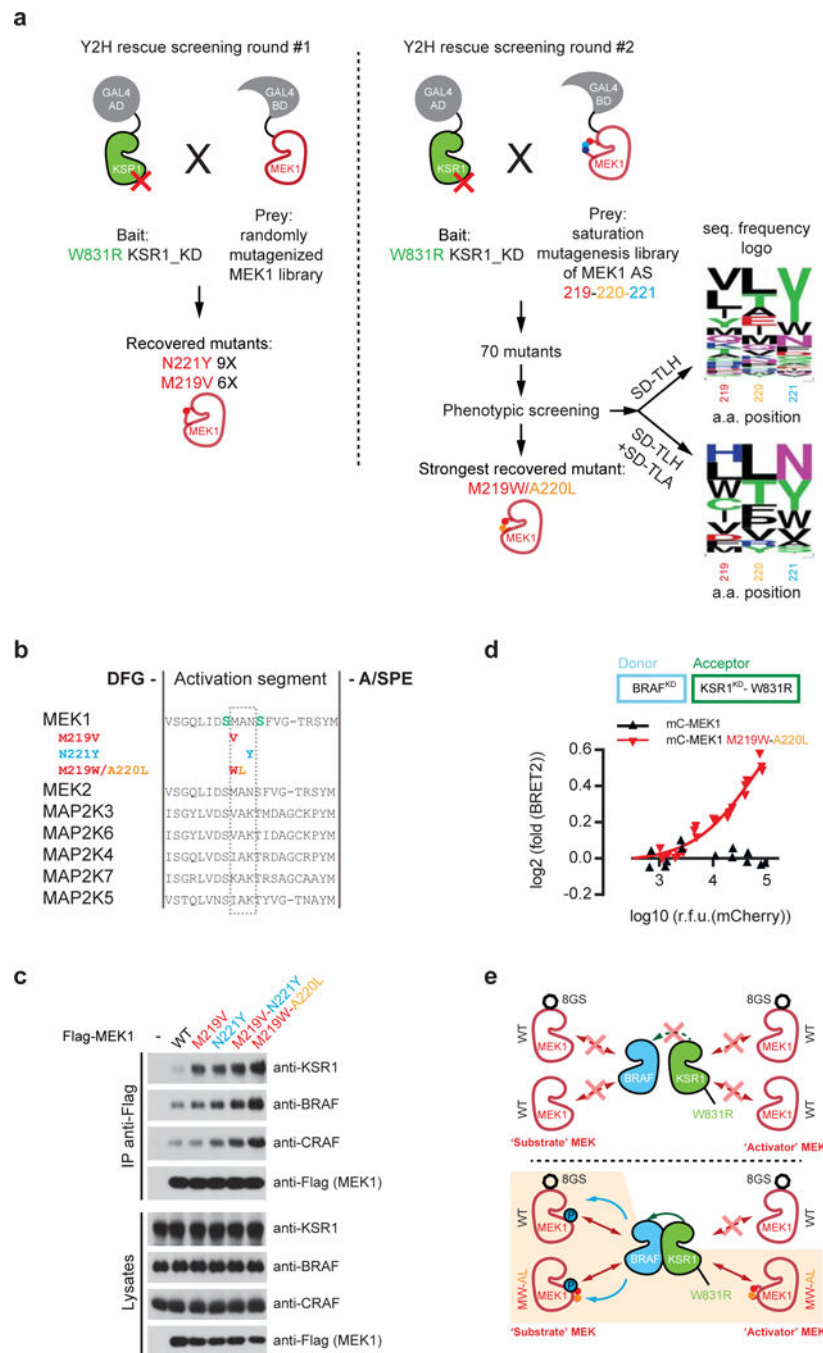 a
Y2H rescue screening round #1
GAL4
AD
GAL4
BD
KSR1
X
MEK1
Bait:
W831R KSR1_KD
Prey:
randomly
mutagenized
MEK1 library
Recovered mutants:
N221Y 9X
M219V 6X
MEK1
Y2H rescue screening round #2
GAL4
AD
GAL4
BD
KSR1
X
MEK1
Bait:
W831R KSR1_KD
Prey:
saturation
mutagenesis library
of MEK1 AS
219-220-221
70 mutants
Phenotypic screening
Strongest recovered mutant:
M219W/A220L
MEK1
SD-TLH
SD-TLH
+SD-TLA
seq. frequency
logo
219 220 221
a.a. position
219 220 221
a.a. position
b
DFG - Activation segment - A/SPE
MEK1 VSGQLIDSMANSFVG-TRSYM
M219V V
N221Y Y
M219W/A220L WL
MEK2 VSGQLIDSMANSFVG-TRSYM
MAP2K3 ISGYLVDSVAKTMDAGCKPYM
MAP2K6 ISGYLVDSVAKTIDAGCKPYM
MAP2K4 ISGQLVDSIAKTRDAGCRPYM
MAP2K7 ISGRLVDSKAKTRSAGCAAYM
MAP2K5 VSTQLVNSIAKTYVG-TNAYM
d
Donor Acceptor
BRAFKD KSR1KD- W831R
mC-MEK1
mC-MEK1 M219W-A220L
log2 (fold (BRET2))
0.6
0.4
0.2
0.0
-0.2
3 4 5
log10 (r.f.u.(mCherry))
c
Flag-MEK1 - WT M219V N221Y M219V-N221Y M219W-A220L
IP anti-Flag
anti-KSR1
anti-BRAF
anti-CRAF
anti-Flag (MEK1)
Lysates
anti-KSR1
anti-BRAF
anti-CRAF
anti-Flag (MEK1)
e
8GS 8GS
WT MEK1 MEK1 WT
BRAF KSR1
W831R
WT MEK1 MEK1 WT
'Substrate' MEK 'Activator' MEK
8GS 8GS
WT MEK1 P MEK1 WT
BRAF KSR1
W831R
MW-AL MEK1 P MEK1 MW-AL
'Substrate' MEK 'Activator' MEK